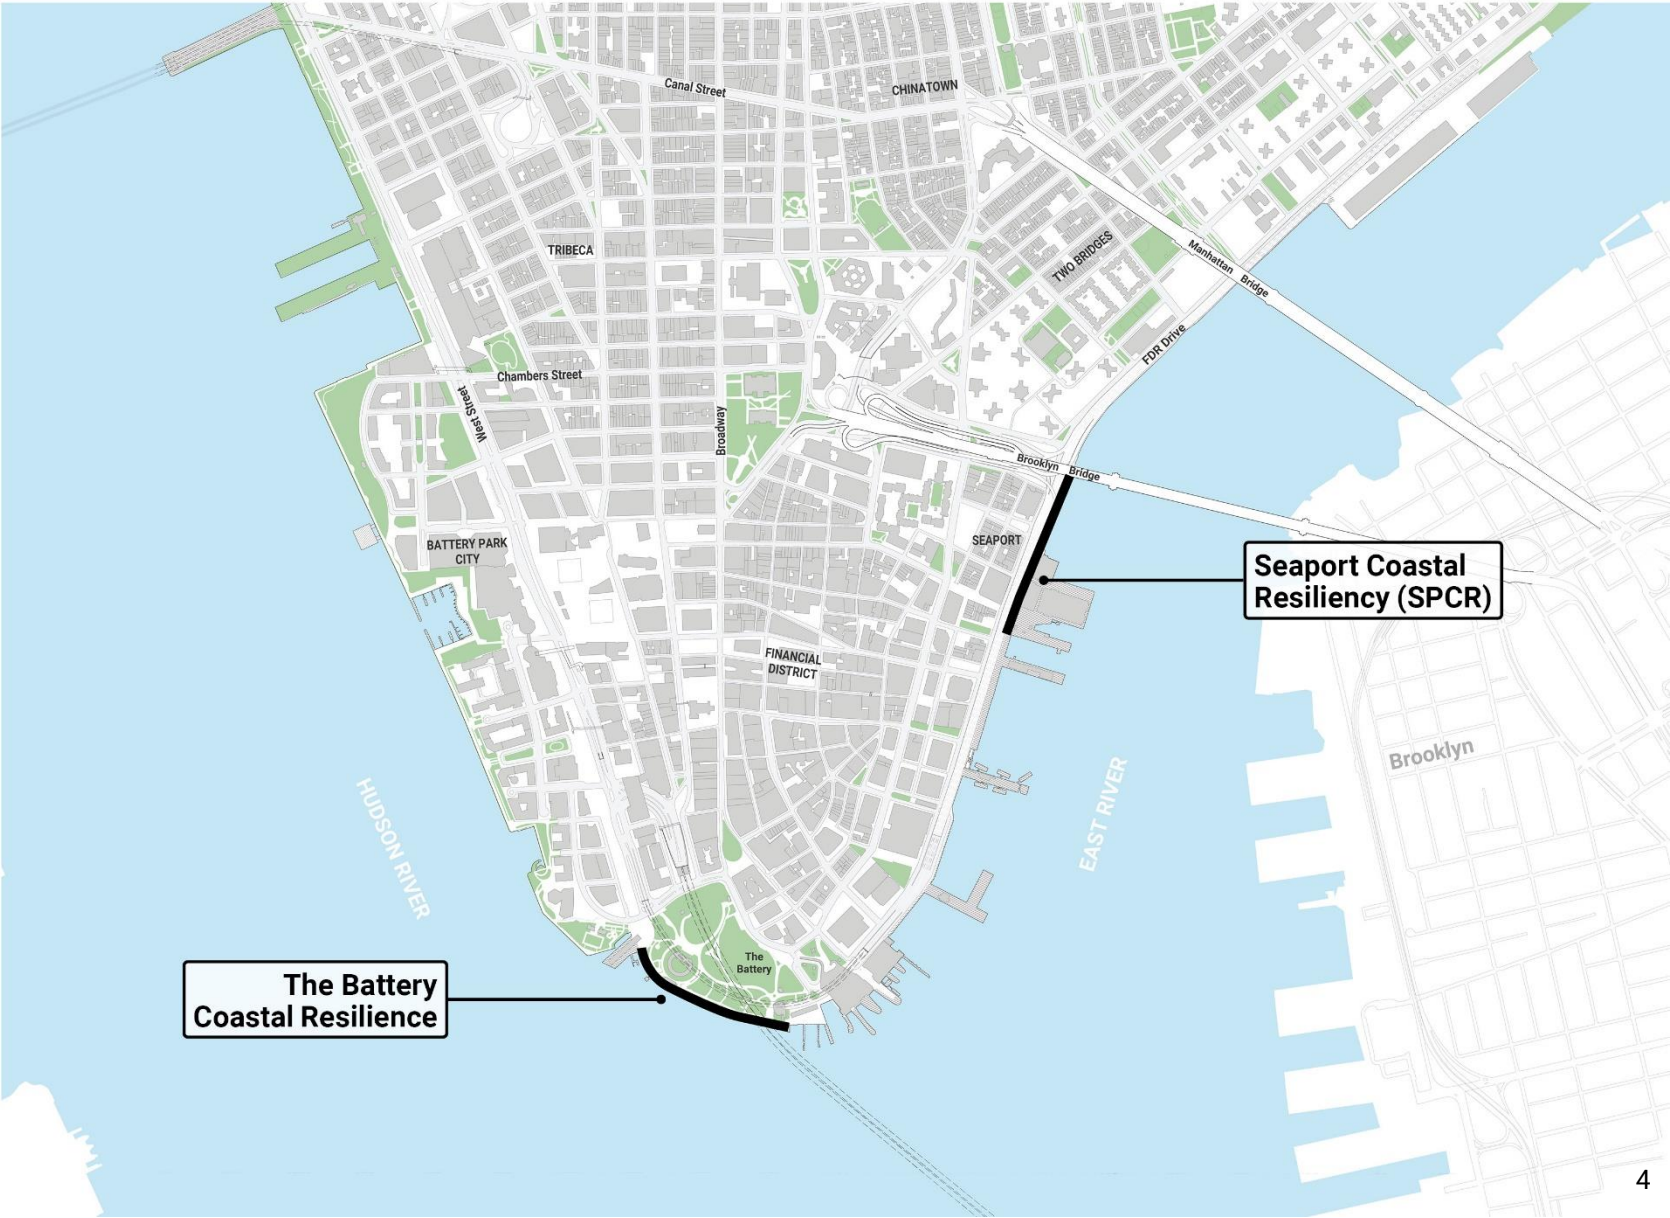 Canal Street
CHINATOWN
TRIBECA
TWO BRIDGES
Manhattan Bridge
FDR Drive
Chambers Street
West Street
Broadway
Brooklyn Bridge
SEAPORT
BATTERY PARK
CITY
Seaport Coastal
Resiliency (SPCR)
FINANCIAL
DISTRICT
Brooklyn
HUDSON RIVER
EAST RIVER
The
Battery
The Battery
Coastal Resilience
4